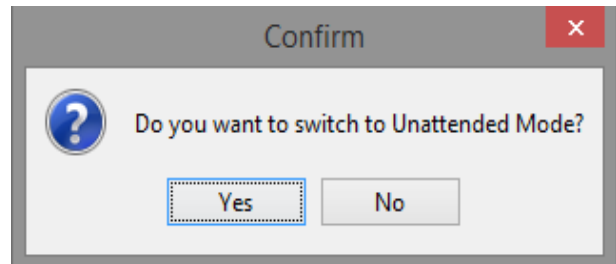 Confirm
Do you want to switch to Unattended Mode?
Yes No